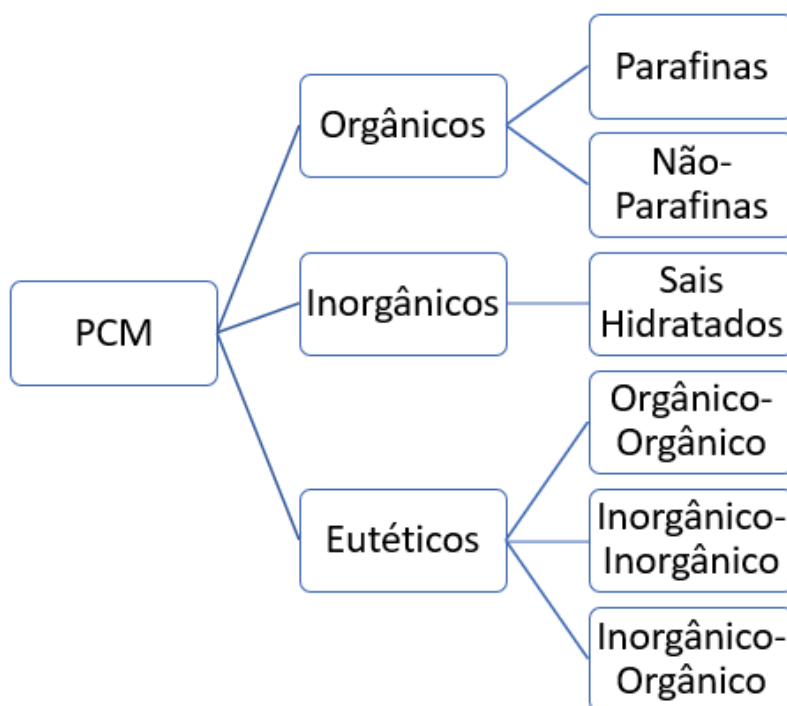 PCM
Orgânicos
Parafinas
Não-
Parafinas
Inorgânicos
Sais
Hidratados
Eutéticos
Orgânico-
Orgânico
Inorgânico-
Inorgânico
Inorgânico-
Orgânico